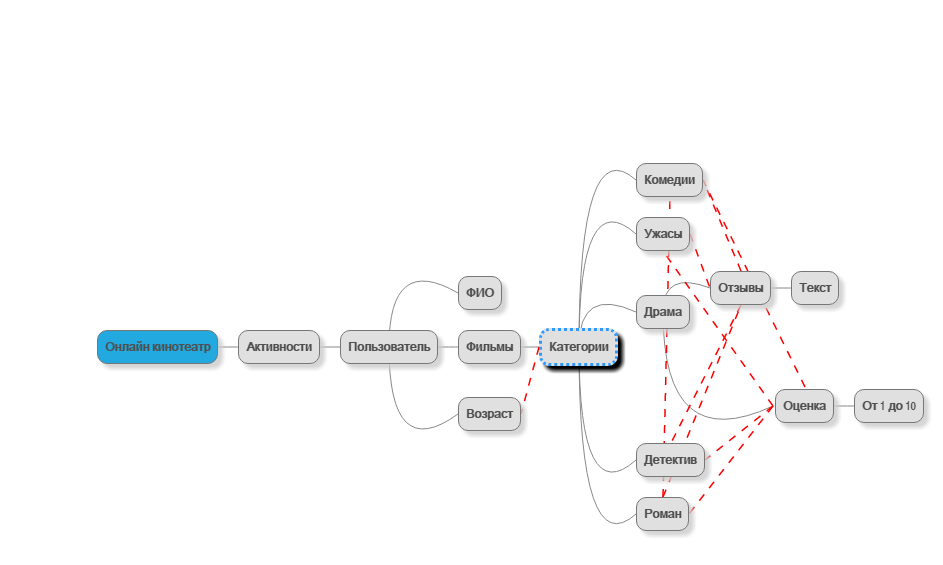 Онлайн кинотеатр
Активности
Пользователь
ФИО
Фильмы
Возраст
Категории
Комедии
Ужасы
Драма
Детектив
Роман
Отзывы
Текст
Оценка
От 1 до 10